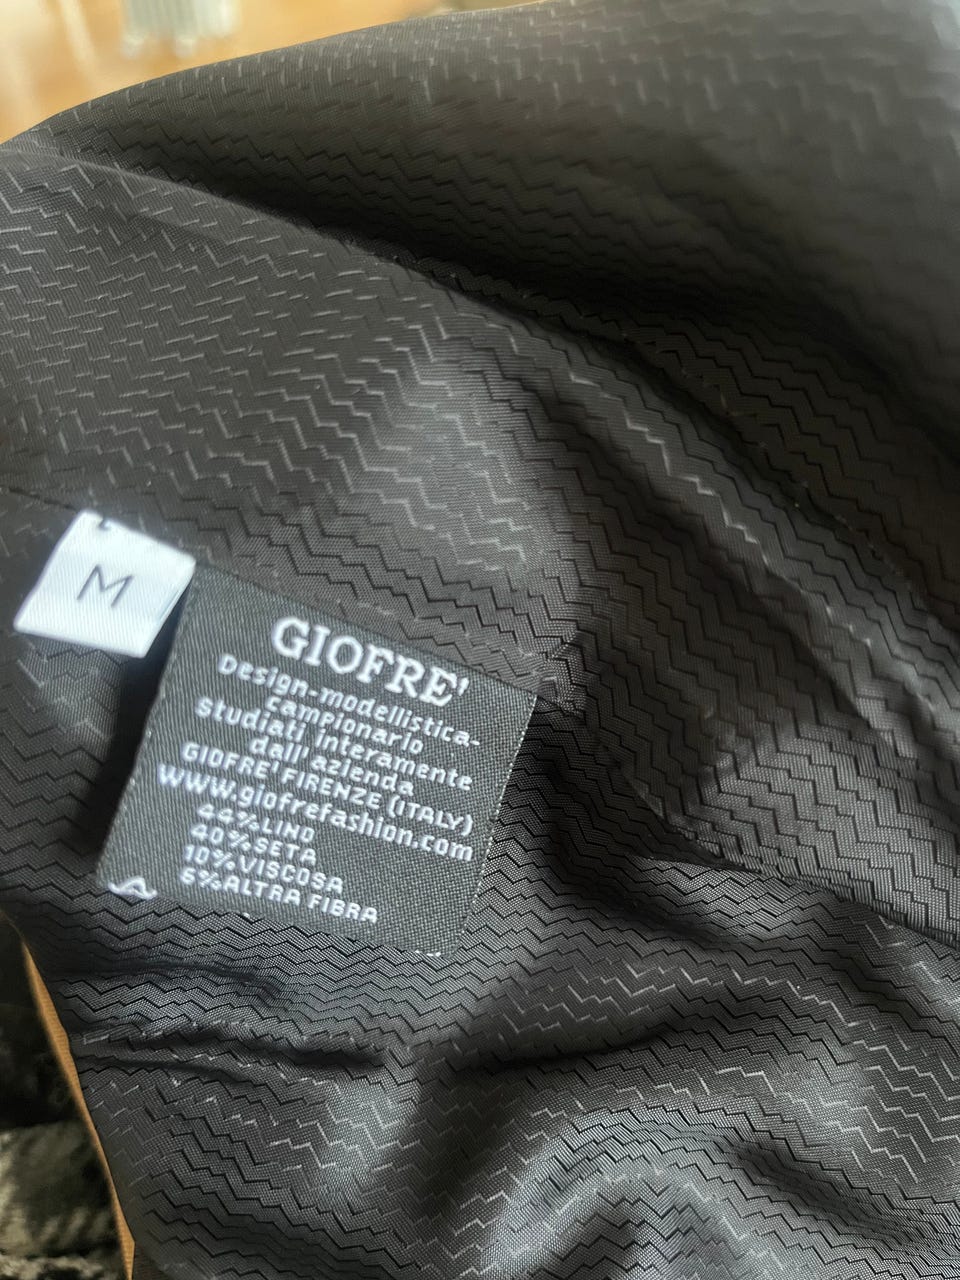 M
GIOFRE'
Design-modellistica-
campionario
studiati interamente
dall' azienda
GIOFRE' FIRENZE (ITALY)
www.giofrefashion.com
44%LINO
40%SETA
10%VISCOSA
6%ALTRA FIBRA